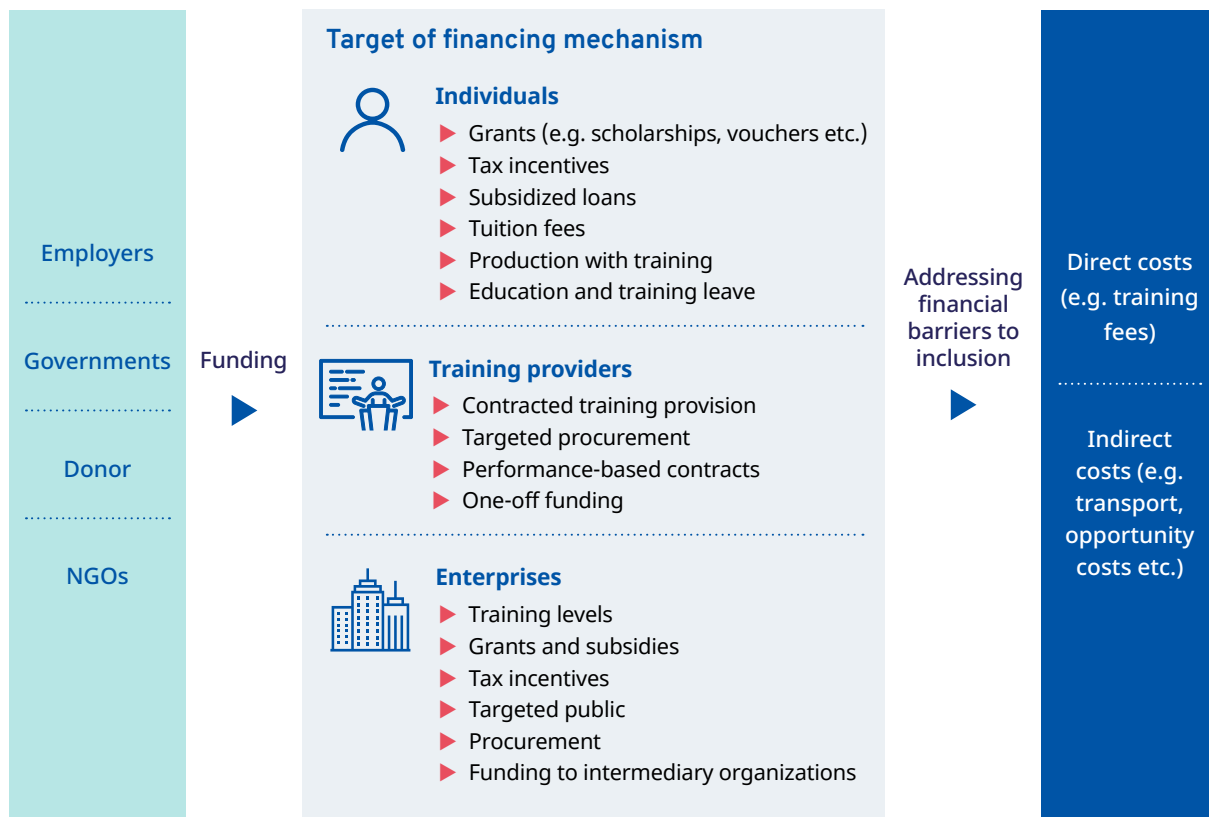 Employers
Governments
Donor
NGOs
Funding
Target of financing mechanism
Individuals
Grants (e.g. scholarships, vouchers etc.)
Tax incentives
Subsidized loans
Tuition fees
Production with training
Education and training leave
Training providers
Contracted training provision
Targeted procurement
Performance-based contracts
One-off funding
Enterprises
Training levels
Grants and subsidies
Tax incentives
Targeted public
Procurement
Funding to intermediary organizations
Addressing
financial
barriers to
inclusion
Direct costs
(e.g. training
fees)
Indirect
costs (e.g.
transport,
opportunity
costs etc.)